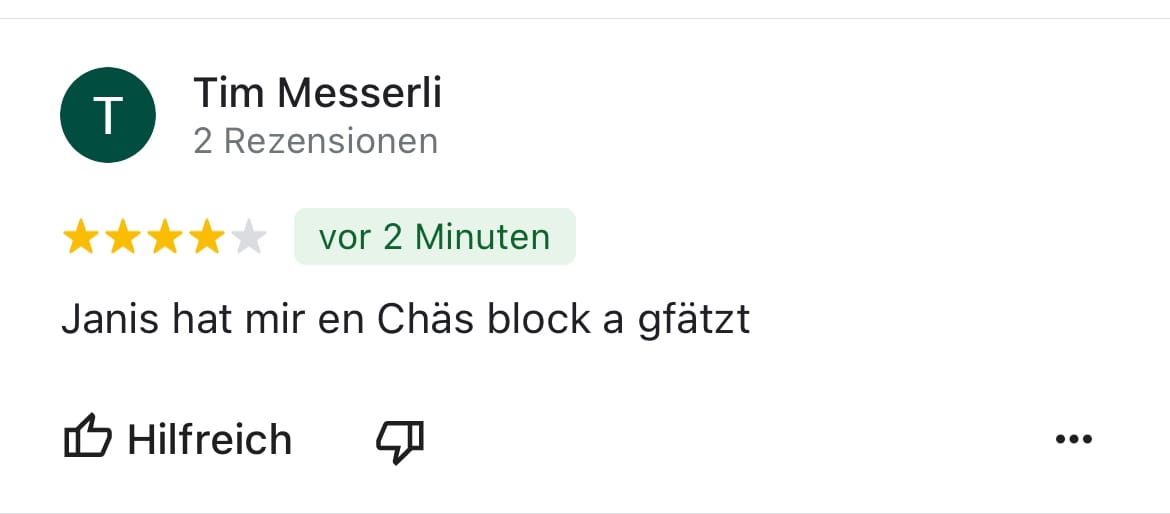 T
Tim Messerli
2 Rezensionen
vor 2 Minuten
Janis hat mir en Chäs block a gfätzt
Hilfreich